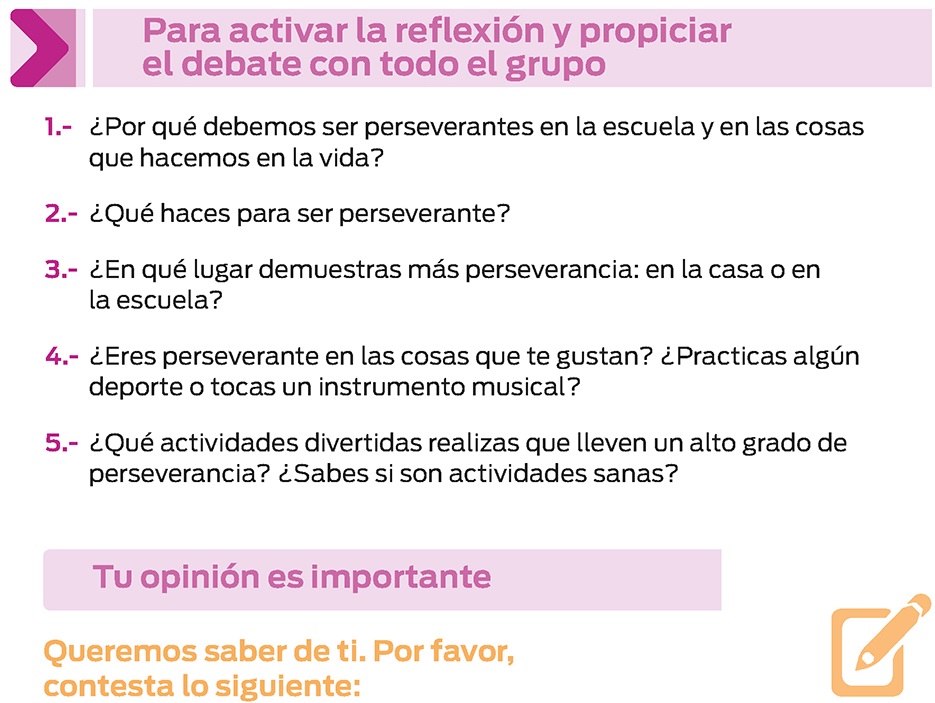 Para activar la reflexión y propiciar
el debate con todo el grupo
1.- ¿Por qué debemos ser perseverantes en la escuela y en las cosas
que hacemos en la vida?
2.- ¿Qué haces para ser perseverante?
3.- ¿En qué lugar demuestras más perseverancia: en la casa o en
la escuela?
4.- ¿Eres perseverante en las cosas que te gustan? ¿Practicas algún
deporte o tocas un instrumento musical?
5.- ¿Qué actividades divertidas realizas que lleven un alto grado de
perseverancia? ¿Sabes si son actividades sanas?
Tu opinión es importante
Queremos saber de ti. Por favor,
contesta lo siguiente: